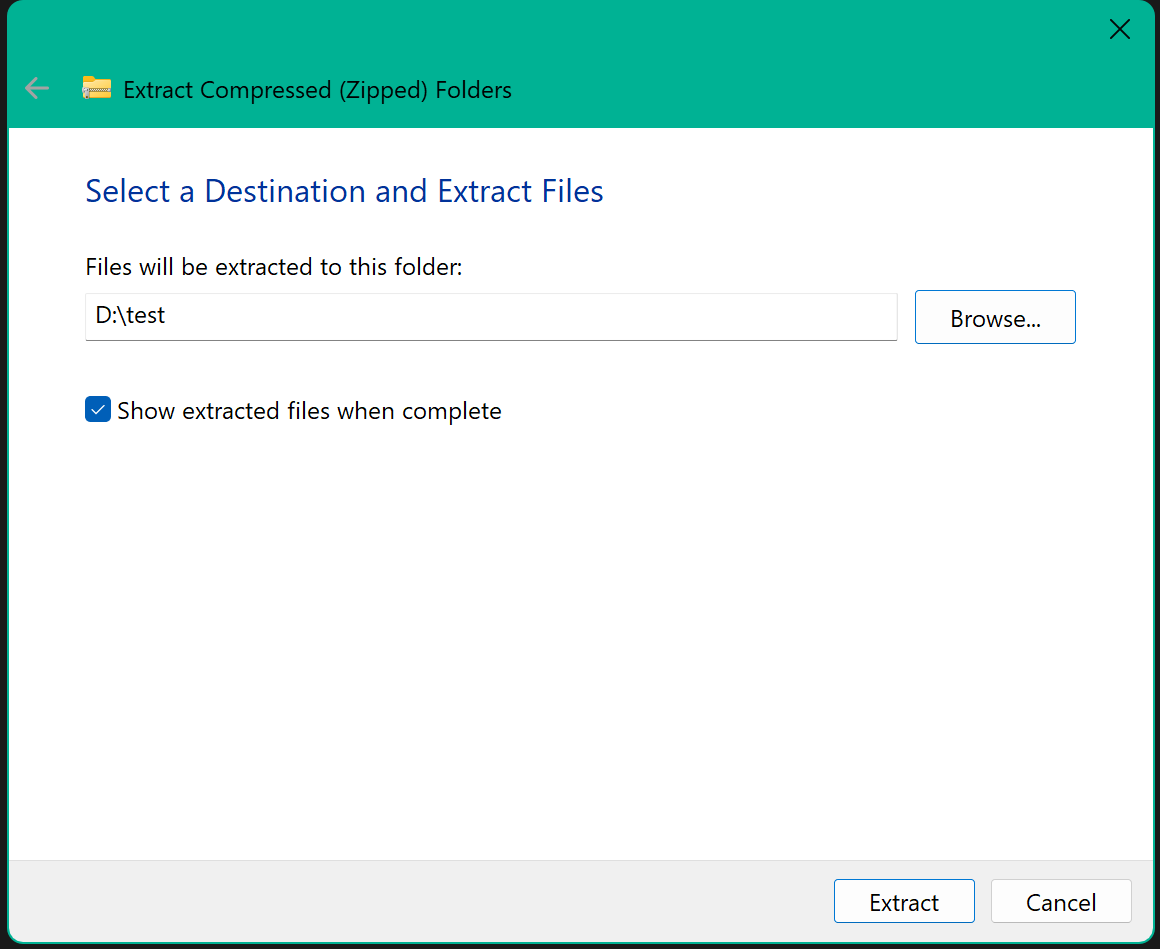 Extract Compressed (Zipped) Folders
Select a Destination and Extract Files
Files will be extracted to this folder:
D:\test
Browse...
Show extracted files when complete
Extract
Cancel